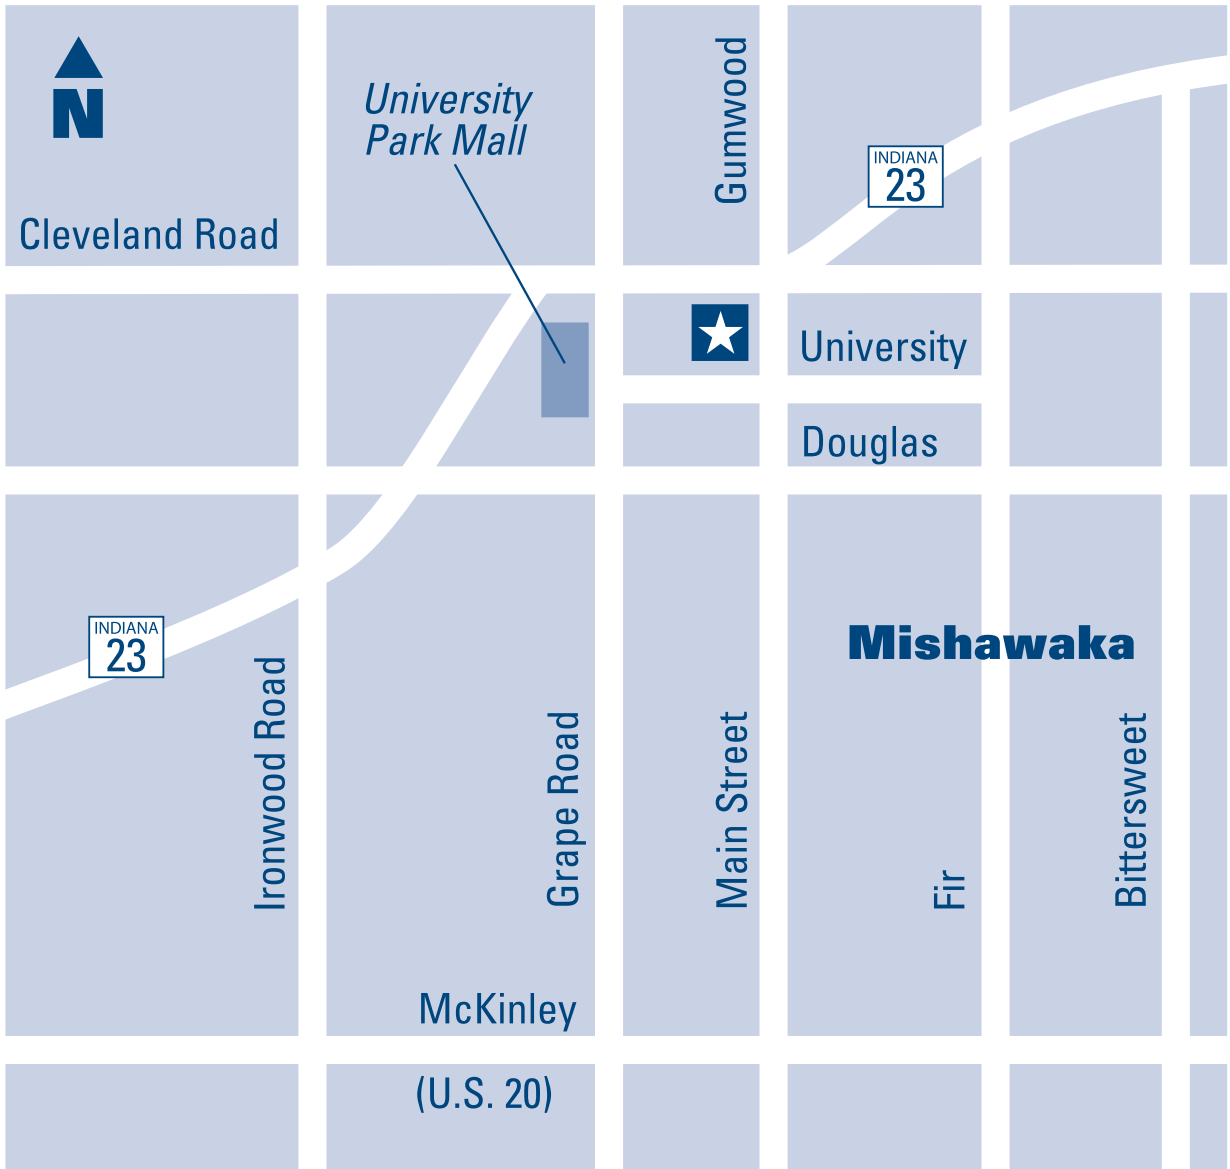 N
University
Park Mall
Gumwood
INDIANA
23
Cleveland Road
University
Douglas
INDIANA
23
Mishawaka
Ironwood Road
Grape Road
Main Street
Fir
Bittersweet
McKinley
(U.S. 20)